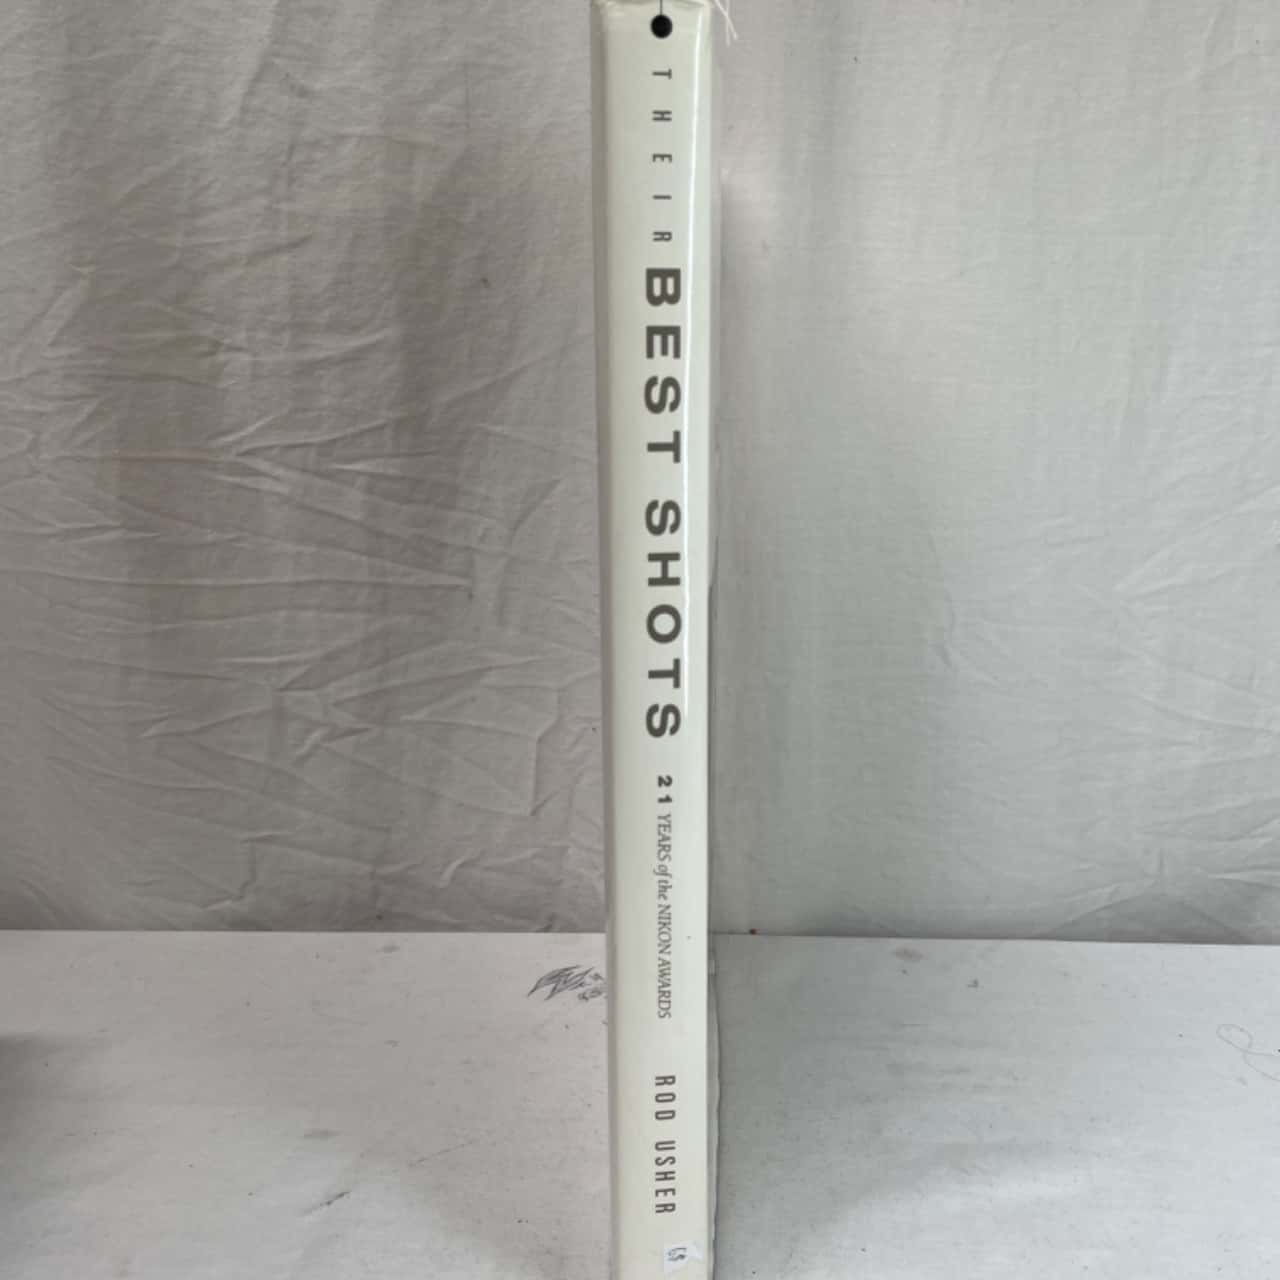 THEIR BEST SHOTS 21 YEARS of the NIKON AWARDS ROD USHER